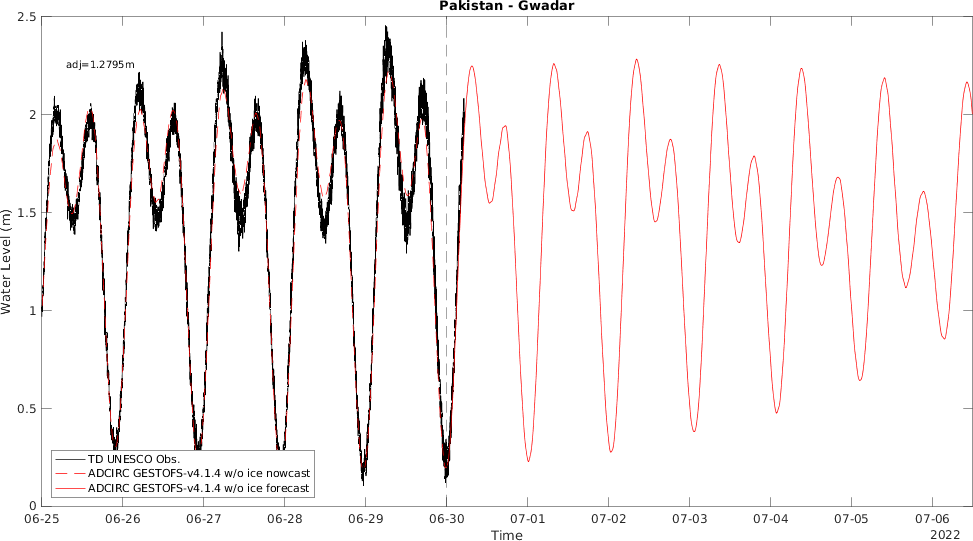 Pakistan - Gwadar
adj=1.2795m
Water Level (m)
2.5
2
1.5
1
0.5
0
TD UNESCO Obs.
ADCIRC GESTOFS-v4.1.4 w/o ice nowcast
ADCIRC GESTOFS-v4.1.4 w/o ice forecast
06-25 06-26 06-27 06-28 06-29 06-30 07-01 07-02 07-03 07-04 07-05 07-06
Time
2022